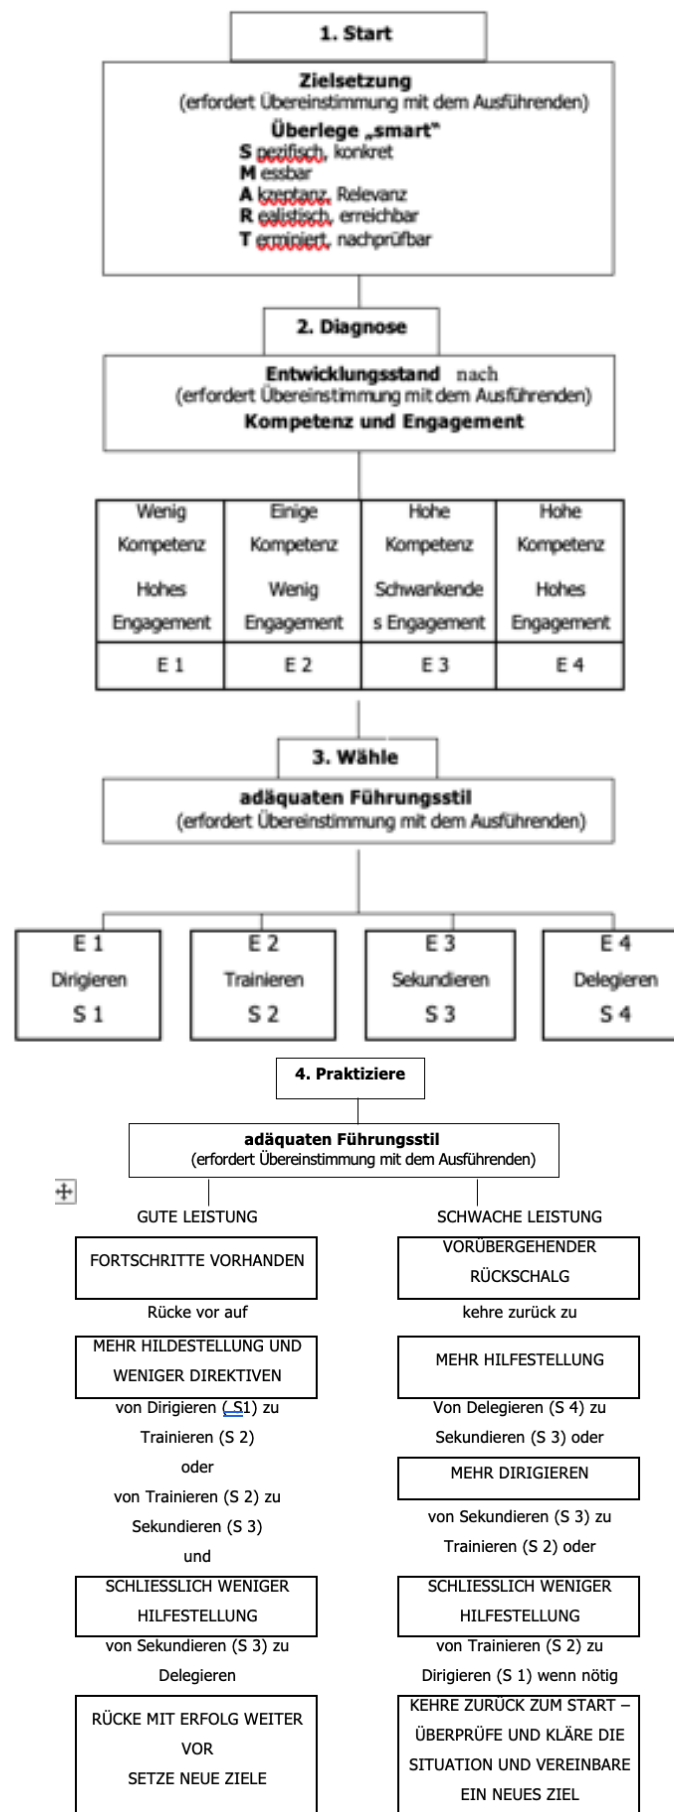 1. Start
Zielsetzung
(erfordert Übereinstimmung mit dem Ausführenden)
Überlege „smart“
S pezifisch, konkret
M essbar
A kzeptanz, Relevanz
R ealistisch, erreichbar
T erminiert, nachprüfbar
2. Diagnose
Entwicklungsstand nach
(erfordert Übereinstimmung mit dem Ausführenden)
Kompetenz und Engagement
Wenig
Kompetenz
Hohes
Engagement
E 1
Einige
Kompetenz
Wenig
Engagement
E 2
Hohe
Kompetenz
Schwankende
s Engagement
E 3
Hohe
Kompetenz
Hohes
Engagement
E 4
3. Wähle
adäquaten Führungsstil
(erfordert Übereinstimmung mit dem Ausführenden)
E 1
Dirigieren
S 1
E 2
Trainieren
S 2
E 3
Sekundieren
S 3
E 4
Delegieren
S 4
4. Praktiziere
adäquaten Führungsstil
(erfordert Übereinstimmung mit dem Ausführenden)
GUTE LEISTUNG
FORTSCHRITTE VORHANDEN
Rücke vor auf
MEHR HILDESTELLUNG UND
WENIGER DIREKTIVEN
von Dirigieren ( S1) zu
Trainieren (S 2)
oder
von Trainieren (S 2) zu
Sekundieren (S 3)
und
SCHLIESSLICH WENIGER
HILFESTELLUNG
von Sekundieren (S 3) zu
Delegieren
RÜCKE MIT ERFOLG WEITER
VOR
SETZE NEUE ZIELE
SCHWACHE LEISTUNG
VORÜBERGEHENDER
RÜCKSCHALG
kehre zurück zu
MEHR HILFESTELLUNG
Von Delegieren (S 4) zu
Sekundieren (S 3) oder
MEHR DIRIGIEREN
von Sekundieren (S 3) zu
Trainieren (S 2) oder
SCHLIESSLICH WENIGER
HILFESTELLUNG
von Trainieren (S 2) zu
Dirigieren (S 1) wenn nötig
KEHRE ZURÜCK ZUM START –
ÜBERPRÜFE UND KLÄRE DIE
SITUATION UND VEREINBARE
EIN NEUES ZIEL